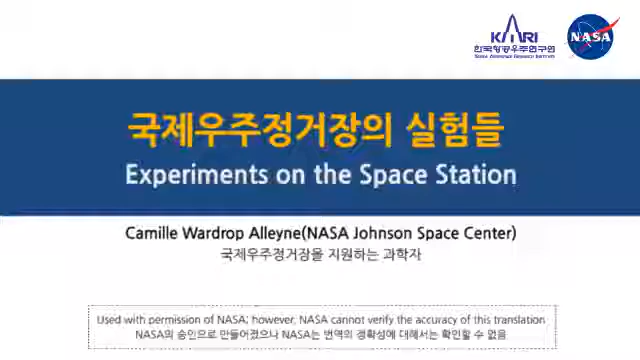 KARI
한국항공우주연구원
Korea Aerospace Research Institute
NASA
국제우주정거장의 실험들
Experiments on the Space Station
Camille Wardrop Alleyne(NASA Johnson Space Center)
국제우주정거장을 지원하는 과학자
Used with permission of NASA; however, NASA cannot verify the accuracy of this translation
NASA의 승인으로 만들어졌으나 NASA는 번역의 정확성에 대해서는 확인할 수 없음